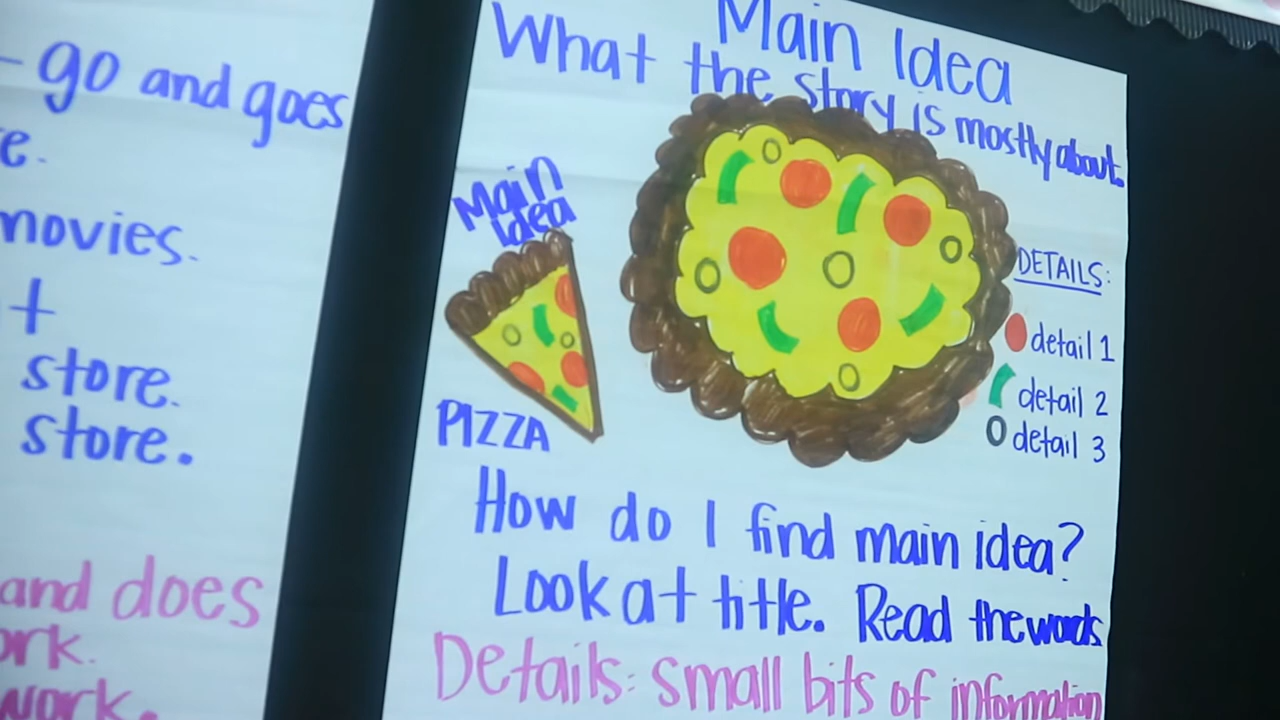 - go and goes
e.
movies.
+
store.
store.
and does
ork.
work.
Main Idea
What the story is mostly about.
Main
idea
PIZZA
DETAILS:
detail 1
detail 2
detail 3
How do I find main idea?
Look at title. Read the words
Details: small bits of information